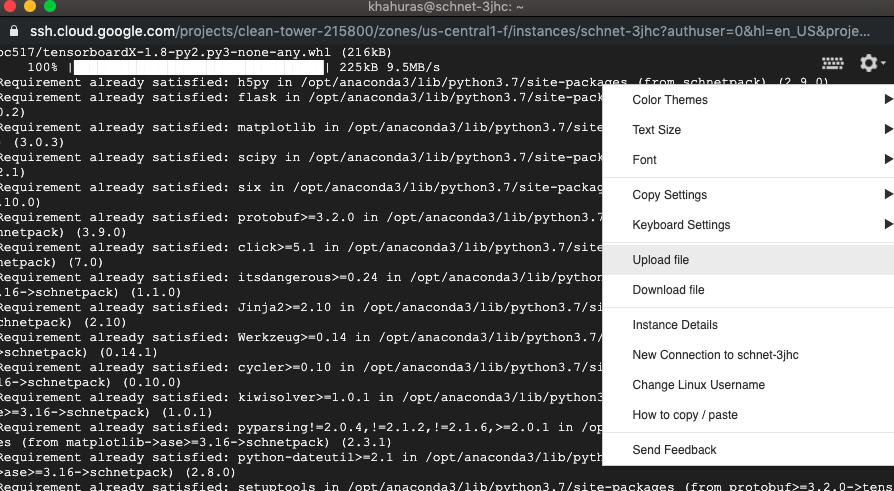 khahuras@schnet-3jhc: ~
ssh.cloud.google.com/projects/clean-tower-215800/zones/us-central1-f/instances/schnet-3jhc?authuser=0&hl=en_US&proje...
oc517/tensorboardX-1.8-py2.py3-none-any.whl (216kB)
100% | | 225kB 9.5MB/s
Requirement already satisfied: h5py in /opt/anaconda3/lib/python3.7/site-packages (from schnetpack) (2.9.0)
Requirement already satisfied: flask in /opt/anaconda3/lib/python3.7/site-pack
0.2)
Requirement already satisfied: matplotlib in /opt/anaconda3/lib/python3.7/site
) (3.0.3)
Requirement already satisfied: scipy in /opt/anaconda3/lib/python3.7/site-pack
2.1)
Requirement already satisfied: six in /opt/anaconda3/lib/python3.7/site-packag
.10.0)
Requirement already satisfied: protobuf>=3.2.0 in /opt/anaconda3/lib/python3.7
hnetpack) (3.9.0)
Requirement already satisfied: click>=5.1 in /opt/anaconda3/lib/python3.7/site
netpack) (7.0)
Requirement already satisfied: itsdangerous>=0.24 in /opt/anaconda3/lib/python
.16->schnetpack) (1.1.0)
Requirement already satisfied: Jinja2>=2.10 in /opt/anaconda3/lib/python3.7/si
chnetpack) (2.10)
Requirement already satisfied: Werkzeug>=0.14 in /opt/anaconda3/lib/python3.7/
>schnetpack) (0.14.1)
Requirement already satisfied: cycler>=0.10 in /opt/anaconda3/lib/python3.7/si
16->schnetpack) (0.10.0)
Requirement already satisfied: kiwisolver>=1.0.1 in /opt/anaconda3/lib/python3
e>=3.16->schnetpack) (1.0.1)
Requirement already satisfied: pyparsing!=2.0.4,!=2.1.2,!=2.1.6,>=2.0.1 in /op
es (from matplotlib->ase>=3.16->schnetpack) (2.3.1)
Requirement already satisfied: python-dateutil>=2.1 in /opt/anaconda3/lib/pyth
>ase>=3.16->schnetpack) (2.8.0)
Requirement already satisfied: setuptools in /opt/anaconda3/lib/python3.7/site-packages (from protobuf>=3.2.0->tens
Color Themes
Text Size
Font
Copy Settings
Keyboard Settings
Upload file
Download file
Instance Details
New Connection to schnet-3jhc
Change Linux Username
How to copy / paste
Send Feedback